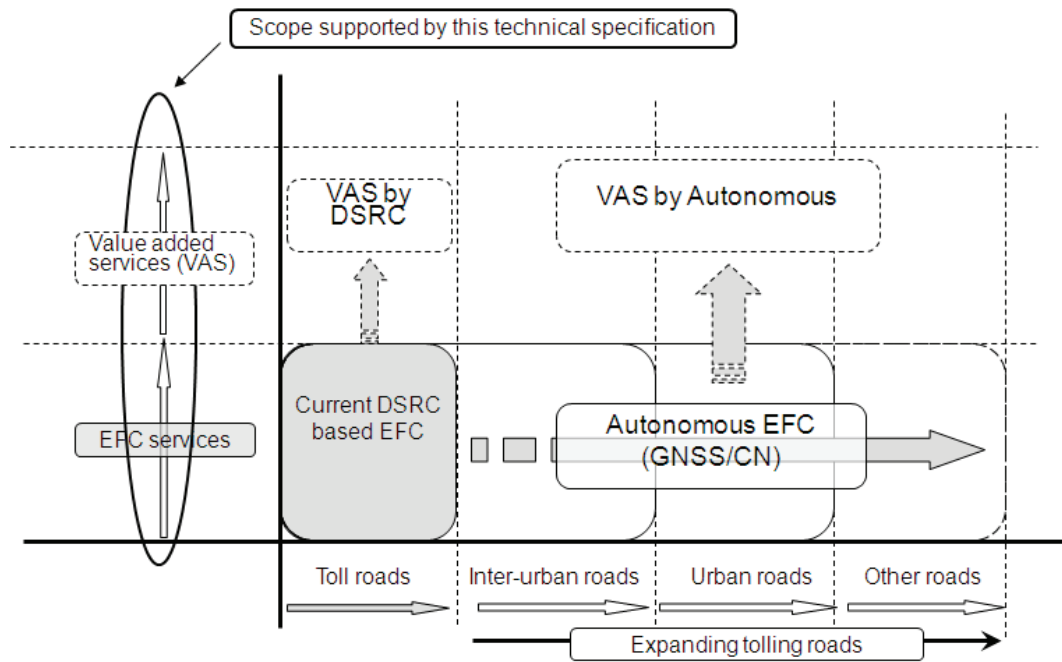 Scope supported by this technical specification
VAS by
DSRC
VAS by Autonomous
Value added
services (VAS)
Current DSRC
based EFC
Autonomous EFC
(GNSS/CN)
EFC services
Toll roads
Inter-urban roads
Urban roads
Other roads
Expanding tolling roads